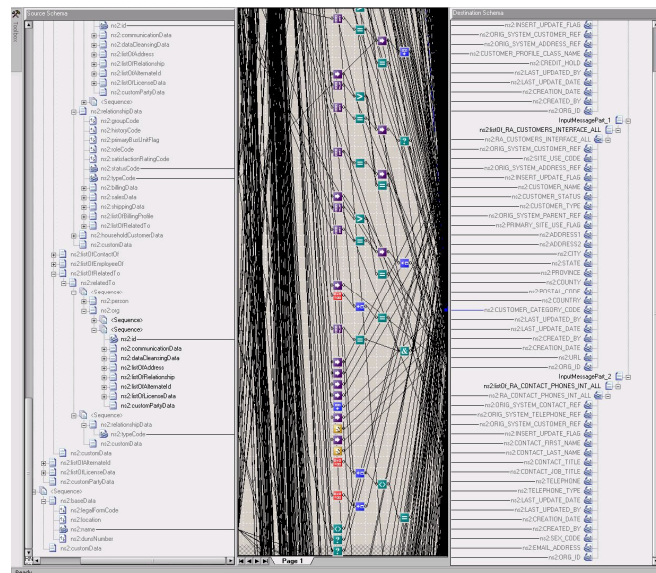 Source Schema
Toolbox
ns2:id
ns2:communicationData
ns2:dataCleansingData
ns2:listOfAddress
ns2:listOfRelationship
ns2:listOfAlternateId
ns2:listOfLicenseData
ns2:customPartyData
<Sequence>
ns2:relationshipData
ns2:groupCode
ns2:historyCode
ns2:primaryBusUnitFlag
ns2:roleCode
ns2:satisfactionRatingCode
ns2:statusCode
ns2:typeCode
ns2:billingData
ns2:salesData
ns2:shippingData
ns2:listOfBillingProfile
ns2:listOfRelatedTo
ns2:householdCustomerData
ns2:customData
ns2:listOfContactOf
ns2:listOfEmployeeOf
ns2:listOfRelatedTo
ns2:relatedTo
<Sequence>
ns2:person
ns2:org
<Sequence>
<Sequence>
ns2:id
ns2:communicationData
ns2:dataCleansingData
ns2:listOfAddress
ns2:listOfRelationship
ns2:listOfAlternateId
ns2:listOfLicenseData
ns2:customPartyData
<Sequence>
ns2:relationshipData
ns2:typeCode
ns2:customData
ns2:customData
ns2:listOfAlternateId
ns2:listOfLicenseData
ns2:customPartyData
<Sequence>
ns2:baseData
ns2:legalFormCode
ns2:location
ns2:name
ns2:dunsNumber
ns2:customData
Page 1
Destination Schema
ns2:INSERT_UPDATE_FLAG
ns2:ORIG_SYSTEM_CUSTOMER_REF
ns2:ORIG_SYSTEM_ADDRESS_REF
ns2:CUSTOMER_PROFILE_CLASS_NAME
ns2:CREDIT_HOLD
ns2:LAST_UPDATED_BY
ns2:LAST_UPDATE_DATE
ns2:CREATION_DATE
ns2:CREATED_BY
ns2:ORG_ID
InputMessagePart_1
ns2:listOf_RA_CUSTOMERS_INTERFACE_ALL
ns2:RA_CUSTOMERS_INTERFACE_ALL
ns2:ORIG_SYSTEM_CUSTOMER_REF
ns2:SITE_USE_CODE
ns2:ORIG_SYSTEM_ADDRESS_REF
ns2:INSERT_UPDATE_FLAG
ns2:CUSTOMER_NAME
ns2:CUSTOMER_STATUS
ns2:CUSTOMER_TYPE
ns2:ORIG_SYSTEM_PARENT_REF
ns2:PRIMARY_SITE_USE_FLAG
ns2:ADDRESS1
ns2:ADDRESS2
ns2:CITY
ns2:STATE
ns2:PROVINCE
ns2:COUNTY
ns2:POSTAL_CODE
ns2:COUNTRY
ns2:CUSTOMER_CATEGORY_CODE
ns2:LAST_UPDATED_BY
ns2:LAST_UPDATE_DATE
ns2:CREATED_BY
ns2:CREATION_DATE
ns2:URL
ns2:ORG_ID
InputMessagePart_2
ns2:listOf_RA_CONTACT_PHONES_INT_ALL
ns2:RA_CONTACT_PHONES_INT_ALL
ns2:ORIG_SYSTEM_CONTACT_REF
ns2:ORIG_SYSTEM_TELEPHONE_REF
ns2:ORIG_SYSTEM_CUSTOMER_REF
ns2:INSERT_UPDATE_FLAG
ns2:CONTACT_FIRST_NAME
ns2:CONTACT_LAST_NAME
ns2:CONTACT_TITLE
ns2:CONTACT_JOB_TITLE
ns2:TELEPHONE
ns2:TELEPHONE_TYPE
ns2:LAST_UPDATE_DATE
ns2:LAST_UPDATED_BY
ns2:CREATION_DATE
ns2:CREATED_BY
ns2:SEX_CODE
ns2:EMAIL_ADDRESS
ns2:ORG_ID
Ready